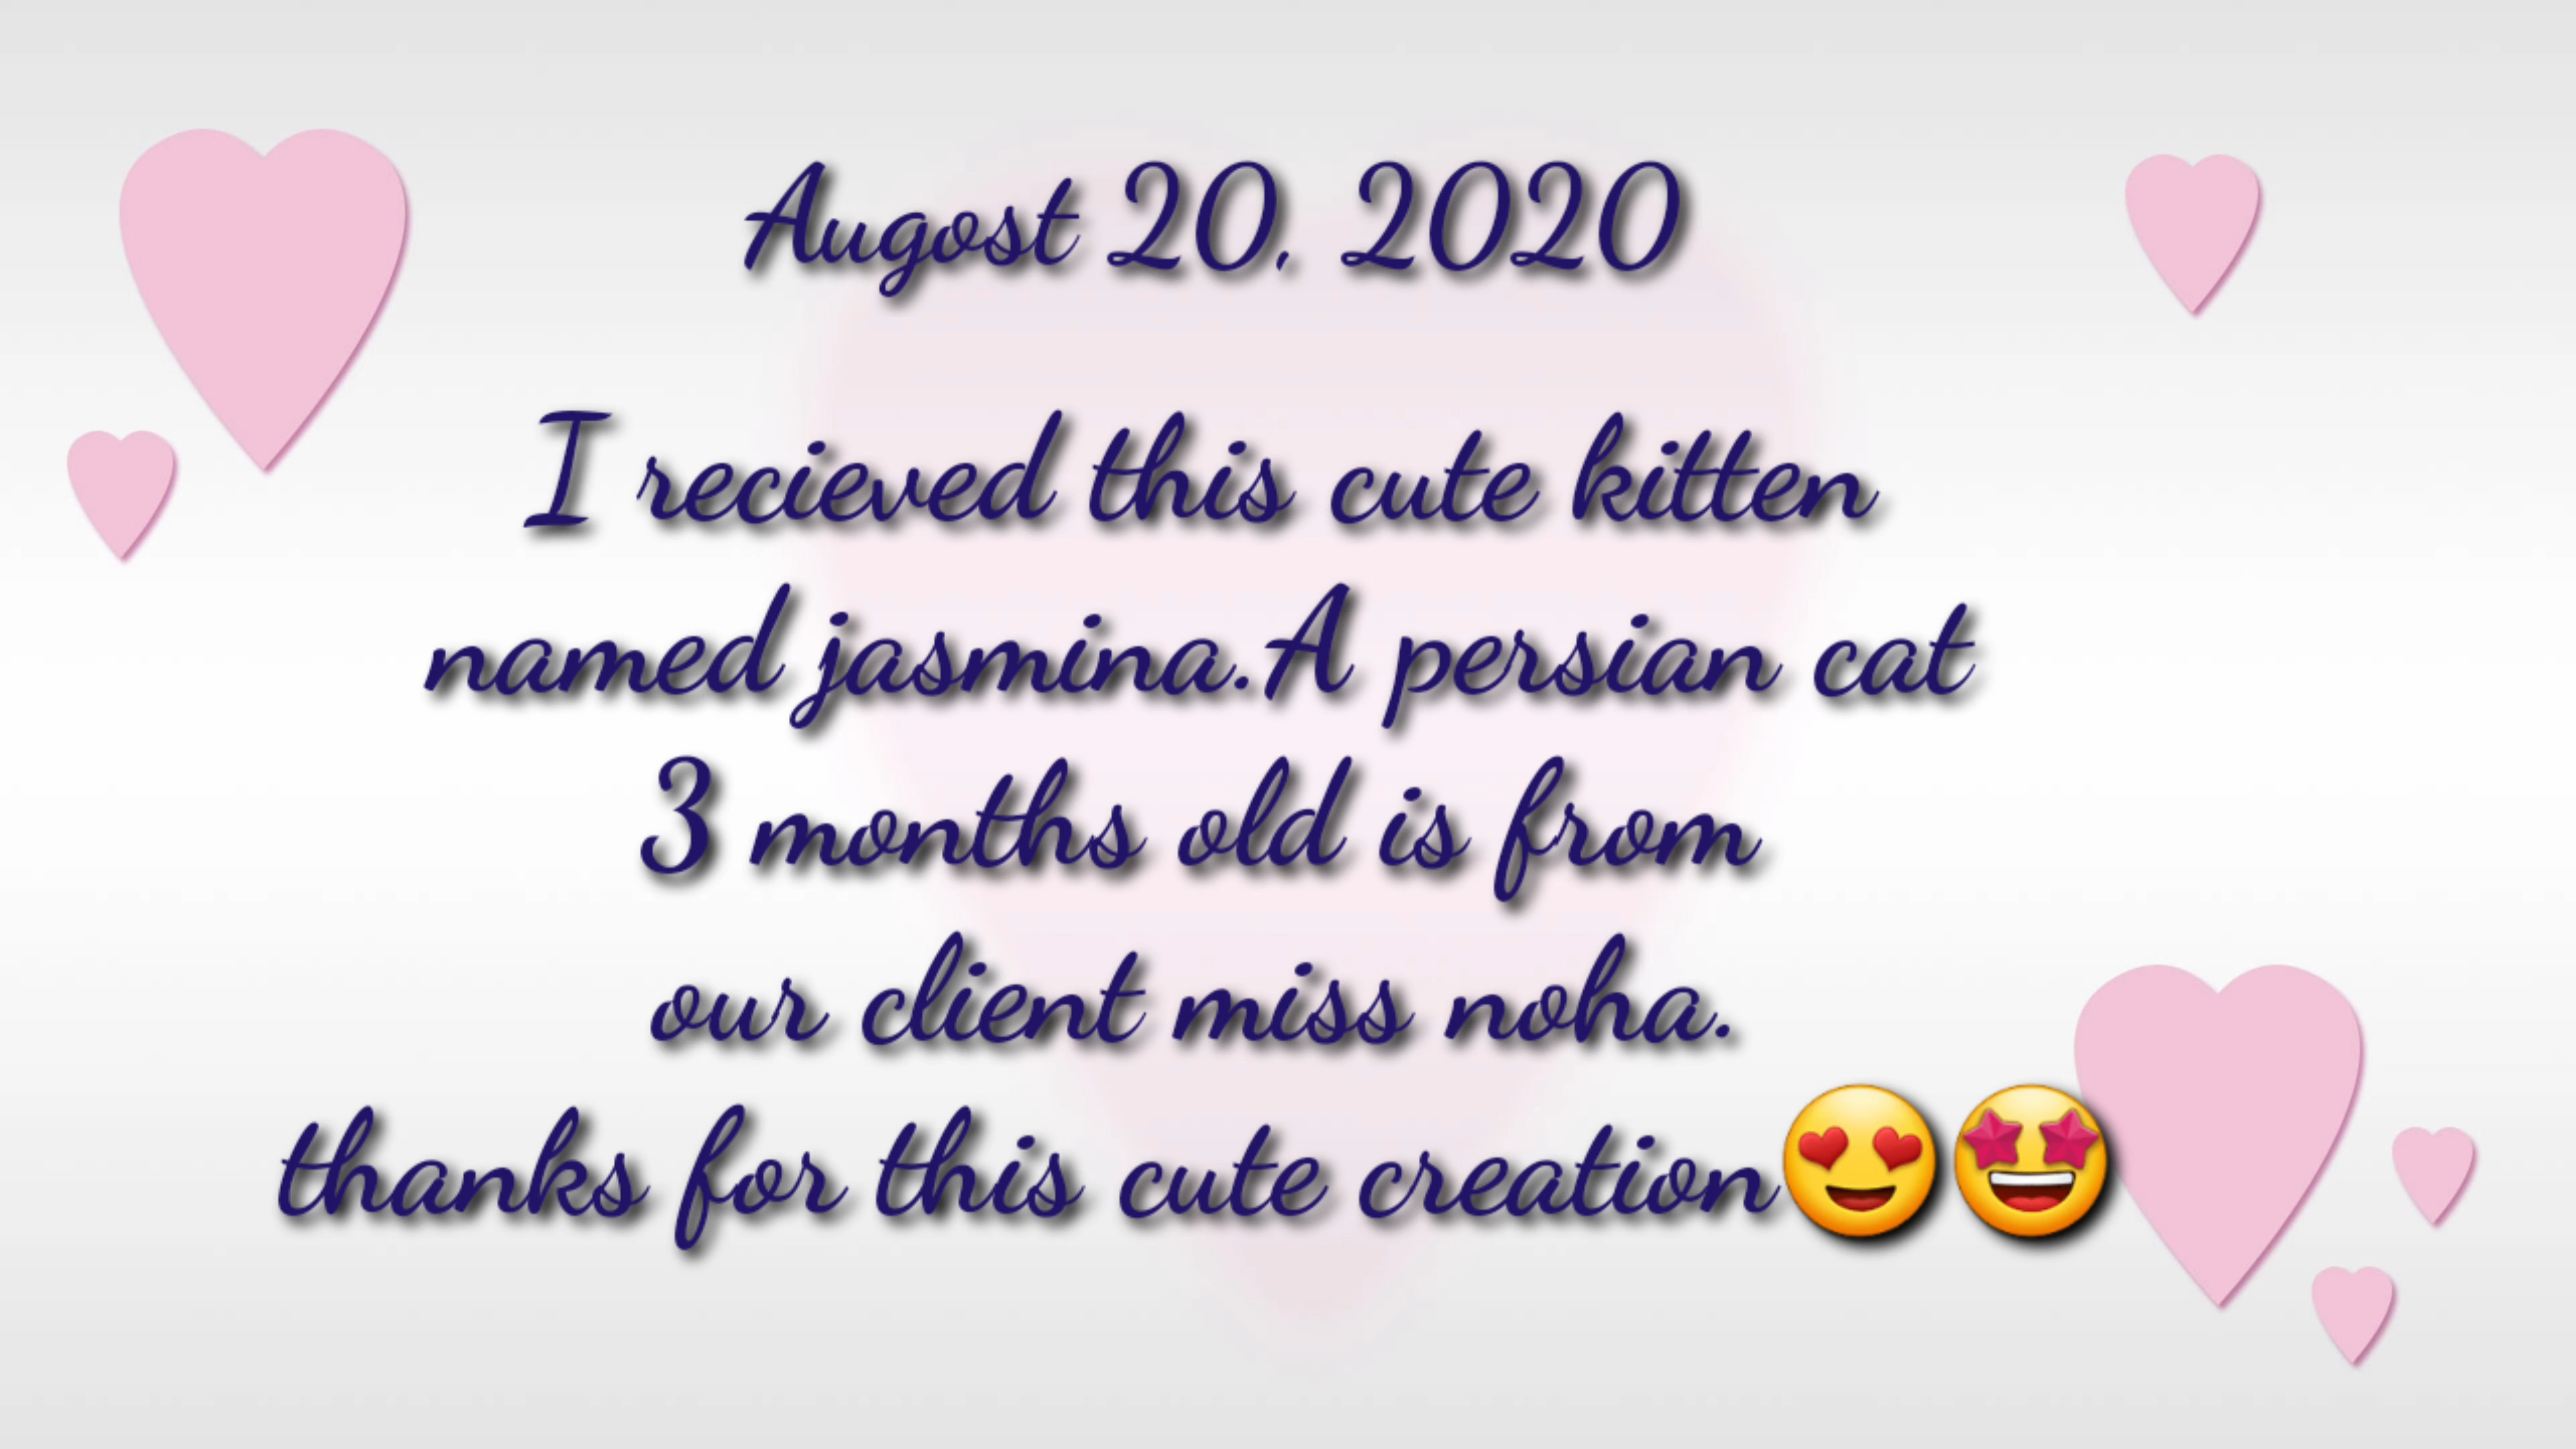 Augost 20, 2020
I recieved this cute kitten
named jasmina.A persian cat
3 months old is from
our client miss noha.
thanks for this cute creation😍🤩